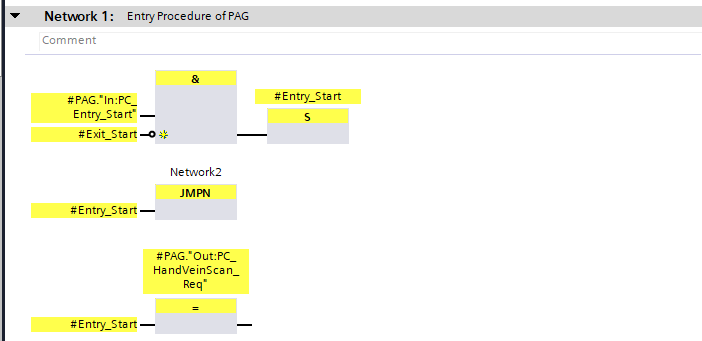 Network 1: Entry Procedure of PAG
Comment
&
#PAG."In:PC_
Entry_Start"
#Exit_Start
#Entry_Start
S
Network2
JMPN
#Entry_Start
#PAG."Out:PC_
HandVeinScan_
Req"
=
#Entry_Start